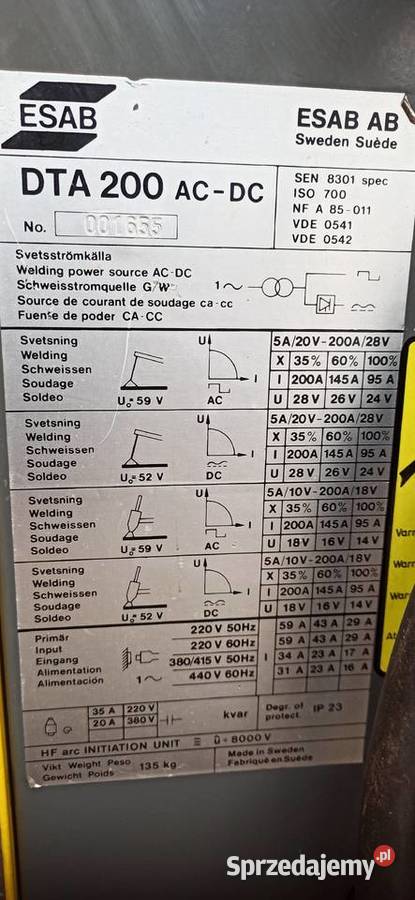 ESAB
ESAB AB
Sweden Suède
DTA 200 AC-DC
No. 001655
SEN 8301 spec
ISO 700
NF A 85-011
VDE 0541
VDE 0542
Svetsströmkälla
Welding power source AC-DC
Schweissstromquelle G/W
Source de courant de soudage ca-cc
Fuente de poder CA-CC
1~
Svetsning
Welding
Schweissen
Soudage
Soldeo
U₀=59 V
U I
AC
5A/20V-200A/28V
X 35% 60% 100%
I 200A 145A 95 A
U 28 V 26 V 24 V
Svetsning
Welding
Schweissen
Soudage
Soldeo
U₀=52 V
U I
DC
5A/20V-200A/28V
X 35% 60% 100%
I 200A 145A 95 A
U 28 V 26 V 24 V
Svetsning
Welding
Schweissen
Soudage
Soldeo
U₀=59 V
U I
AC
5A/10V-200A/18V
X 35% 60% 100%
I 200A 145A 95 A
U 18V 16 V 14 V
Svetsning
Welding
Schweissen
Soudage
Soldeo
U₀=52 V
U I
DC
5A/10V-200A/18V
X 35% 60% 100%
I 200A 145A 95 A
U 18 V 16 V 14 V
Primär
Input
Eingang
Alimentation
Alimentación
1~
220 V 50Hz
220 V 60Hz
380/415 V 50Hz
440 V 60Hz
I
59 A 43 A 29 A
59 A 43 A 29 A
34 A 23 A 17 A
31 A 23 A 16 A
35 A 220 V
20 A 380 V
kvar
Degr. of protect. IP 23
HF arc INITIATION UNIT û=8000 V
Vikt Weight Peso
Gewicht Poids
135 kg
Made in Sweden
Fabriqué en Suède
Sprzedajemy.pl